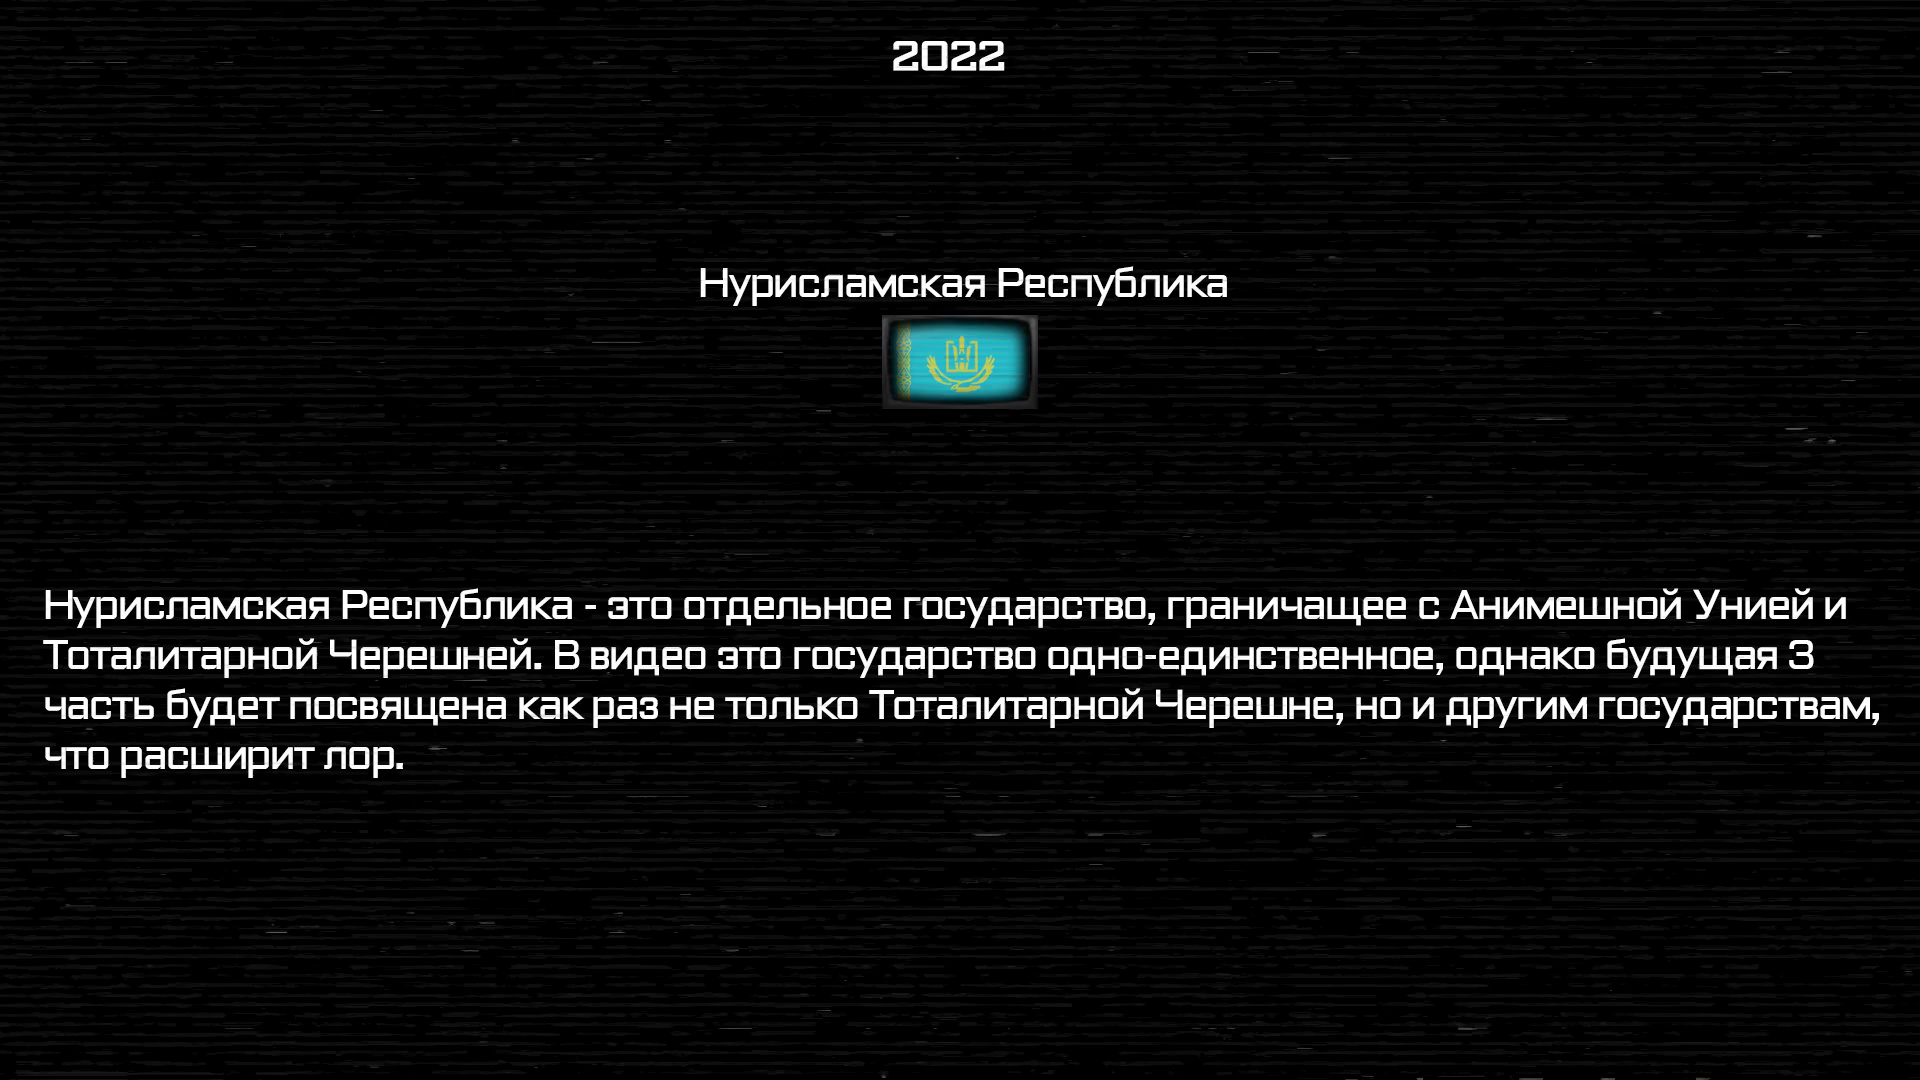 2022
Нурисламская Республика
Нурисламская Республика - это отдельное государство, граничащее с Анимешной Унией и
Тоталитарной Черешней. В видео это государство одно-единственное, однако будущая 3
часть будет посвящена как раз не только Тоталитарной Черешне, но и другим государствам,
что расширит лор.